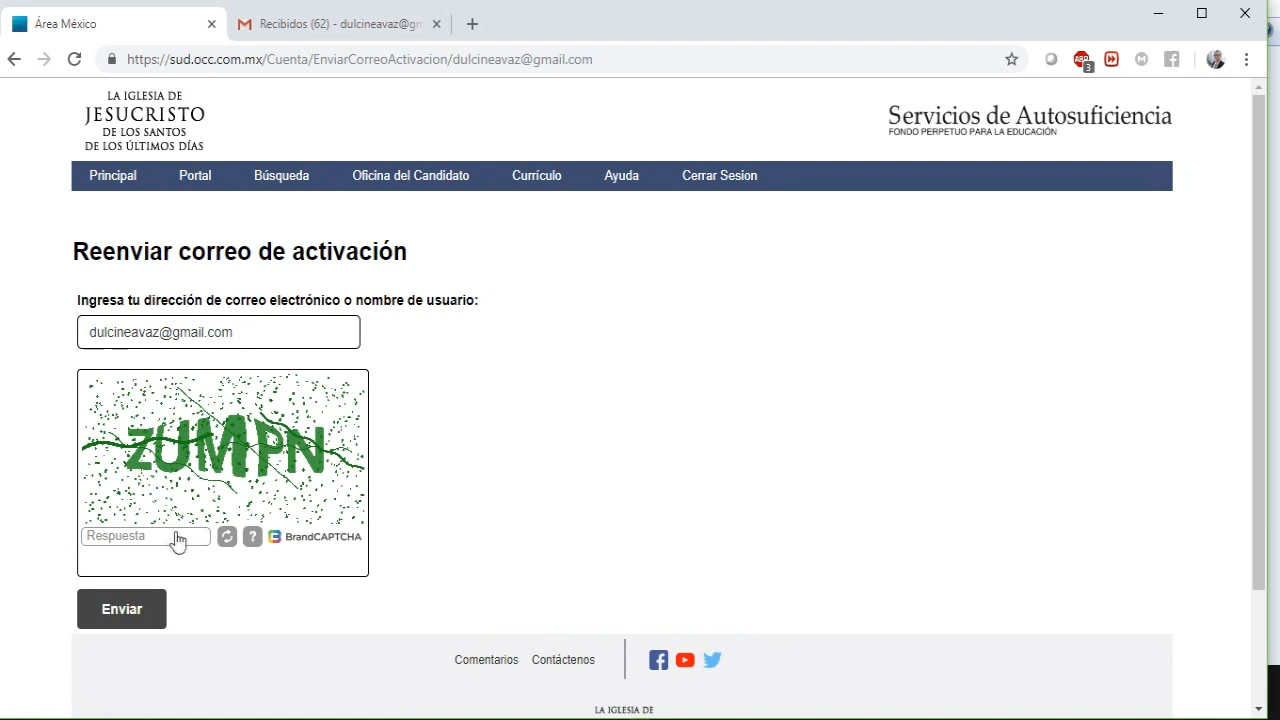 Área México
Recibidos (62) - dulcineavaz@gm
https://sud.occ.com.mx/Cuenta/EnviarCorreoActivacion/dulcineavaz@gmail.com
ABP
3
M
LA IGLESIA DE
JESUCRISTO
DE LOS SANTOS
DE LOS ÚLTIMOS DÍAS
Servicios de Autosuficiencia
FONDO PERPETUO PARA LA EDUCACIÓN
Principal Portal Búsqueda Oficina del Candidato Currículo Ayuda Cerrar Sesion
Reenviar correo de activación
Ingresa tu dirección de correo electrónico o nombre de usuario:
dulcineavaz@gmail.com
ZUMPN
Respuesta ? BrandCAPTCHA
Enviar
Comentarios Contáctenos
LA IGLESIA DE